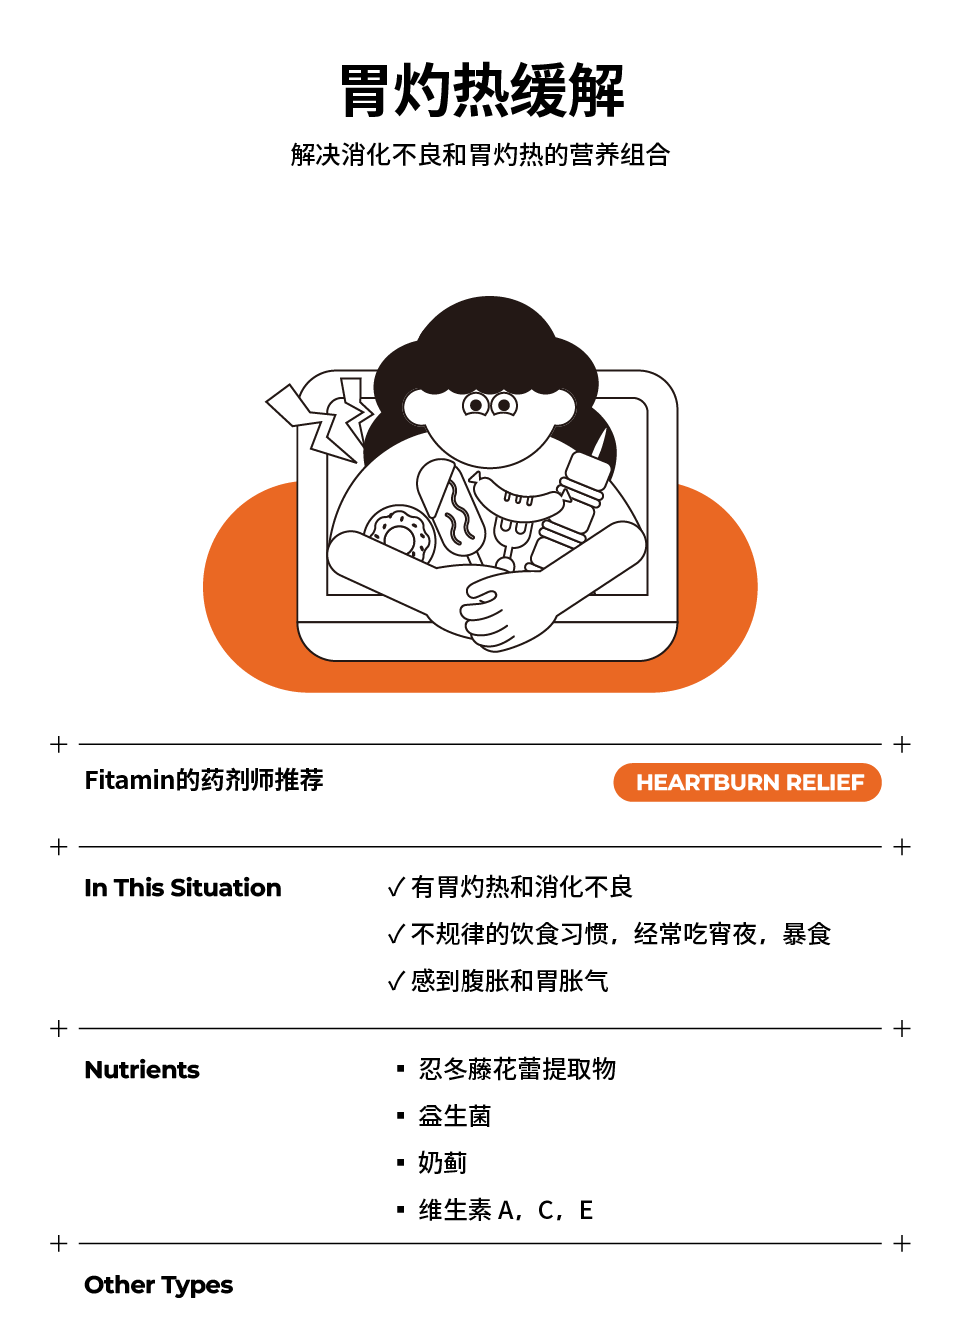 胃灼热缓解
解决消化不良和胃灼热的营养组合
Fitamin的药剂师推荐
HEARTBURN RELIEF
In This Situation
✓有胃灼热和消化不良
✓不规律的饮食习惯，经常吃宵夜，暴食
✓感到腹胀和胃胀气
Nutrients
▪ 忍冬藤花蕾提取物
▪ 益生菌
▪ 奶蓟
▪ 维生素 A，C，E
Other Types